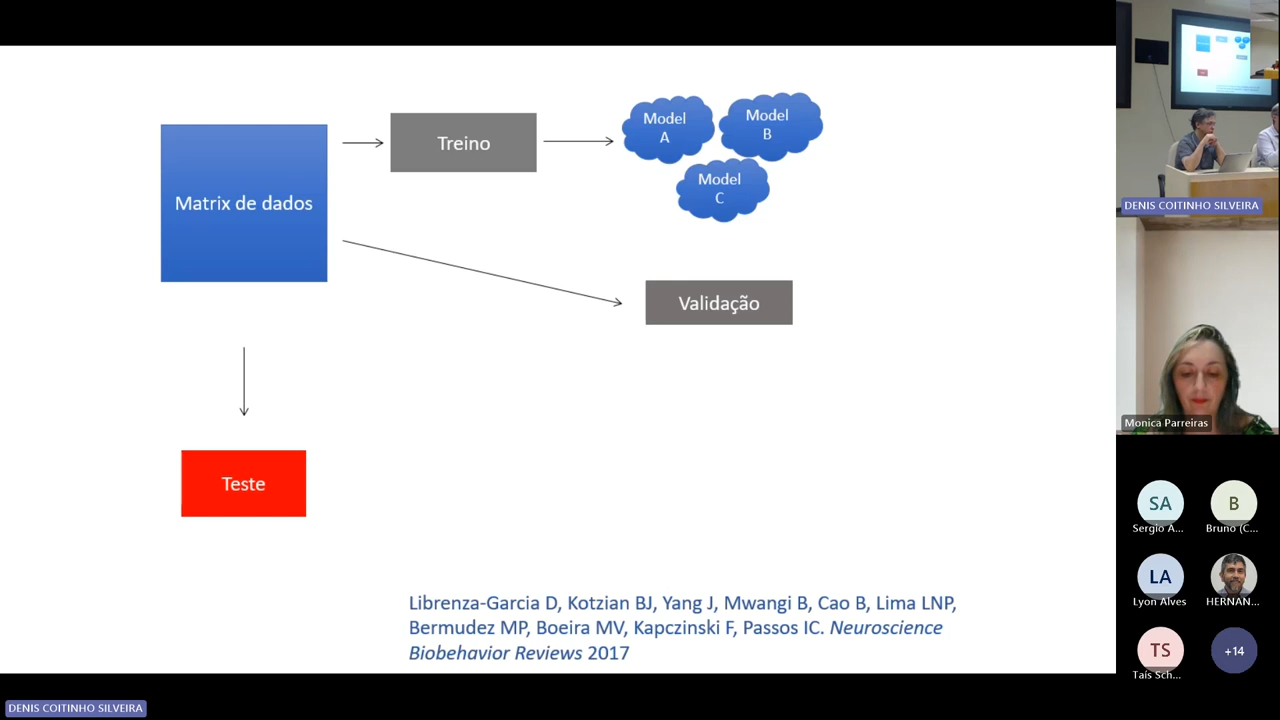 Matrix de dados
Treino
Model
A
Model
B
Model
C
Validação
Teste
Librenza-Garcia D, Kotzian BJ, Yang J, Mwangi B, Cao B, Lima LNP,
Bermudez MP, Boeira MV, Kapczinski F, Passos IC. Neuroscience
Biobehavior Reviews 2017
DENIS COITINHO SILVEIRA
DENIS COITINHO SILVEIRA
Monica Parreiras
SA
Sergio A...
B
Bruno (C...
LA
Lyon Alves
HERNAN...
TS
Taís Sch...
+14